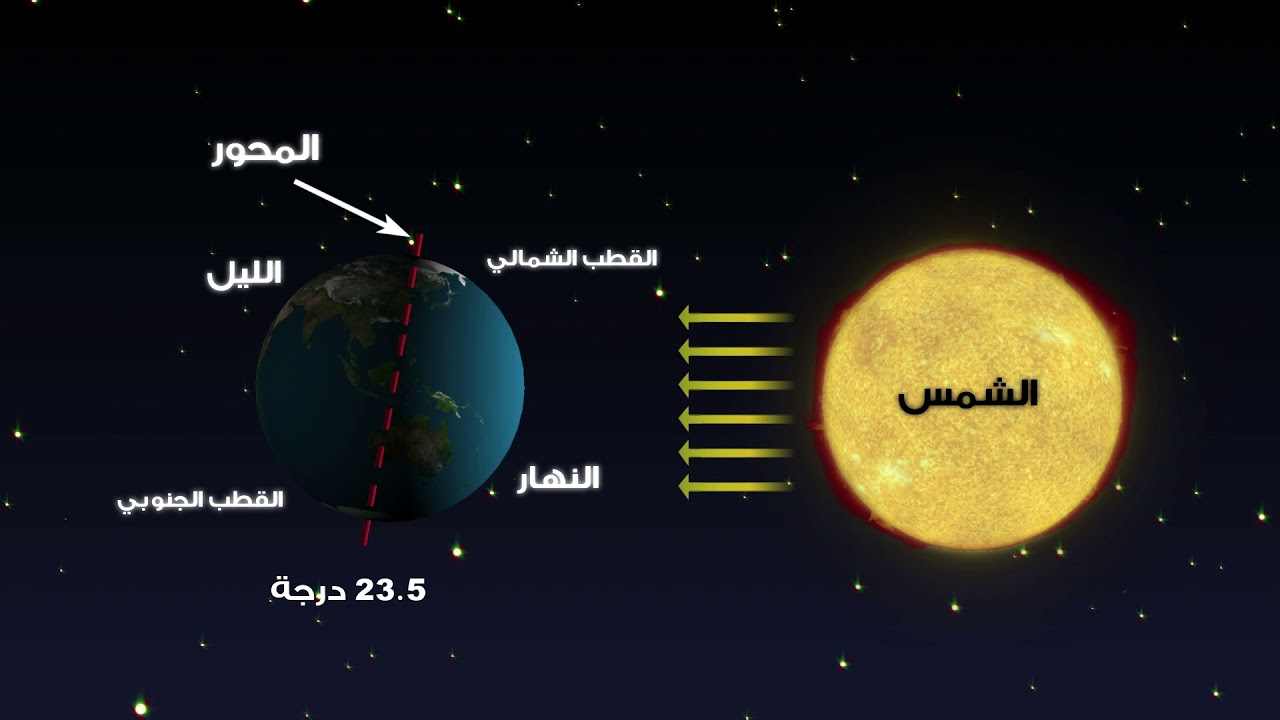 المحور
القطب الشمالي
الليل
الشمس
النهار
القطب الجنوبي
23.5 درجة